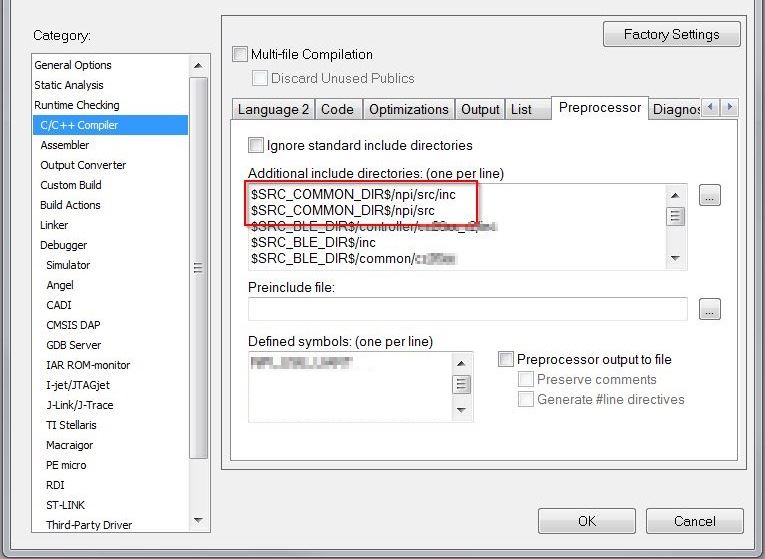 Category:
General Options
Static Analysis
Runtime Checking
C/C++ Compiler
Assembler
Output Converter
Custom Build
Build Actions
Linker
Debugger
Simulator
Angel
CADI
CMSIS DAP
GDB Server
IAR ROM-monitor
I-jet/JTAGjet
J-Link/J-Trace
TI Stellaris
Macraigor
PE micro
RDI
ST-LINK
Third-Party Driver
Factory Settings
Multi-file Compilation
Discard Unused Publics
Language 2 Code Optimizations Output List Preprocessor Diagnos
Ignore standard include directories
Additional include directories: (one per line)
$SRC_COMMON_DIR$/npi/src/inc
$SRC_COMMON_DIR$/npi/src
$SRC_BLE_DIR$/controller/
$SRC_BLE_DIR$/inc
$SRC_BLE_DIR$/common/
...
Preinclude file:
...
Defined symbols: (one per line)
Preprocessor output to file
Preserve comments
Generate #line directives
OK Cancel